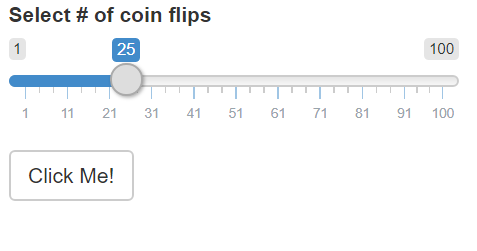 Select # of coin flips
1 25 100
1 11 21 31 41 51 61 71 81 91 100
Click Me!